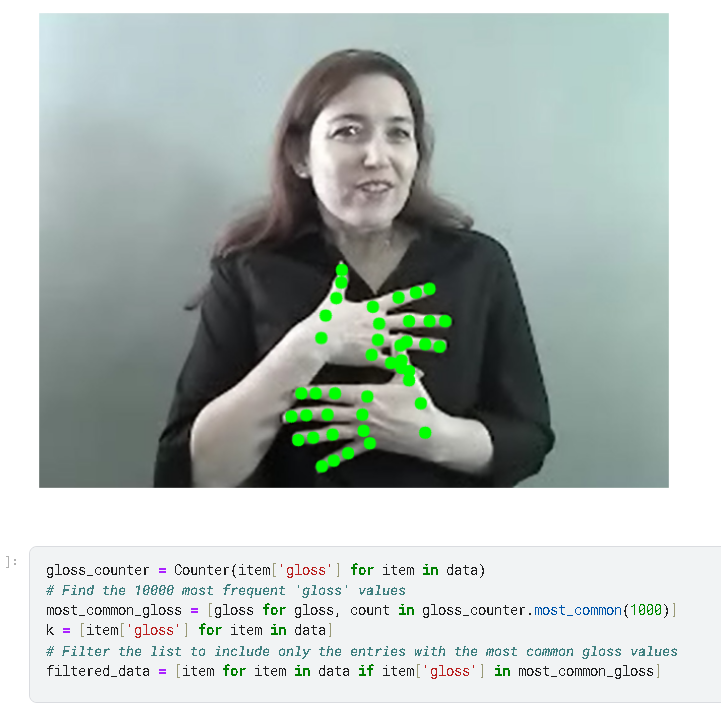 ]:
gloss_counter = Counter(item['gloss'] for item in data)
# Find the 10000 most frequent 'gloss' values
most_common_gloss = [gloss for gloss, count in gloss_counter.most_common(1000)]
k = [item['gloss'] for item in data]
# Filter the list to include only the entries with the most common gloss values
filtered_data = [item for item in data if item['gloss'] in most_common_gloss]